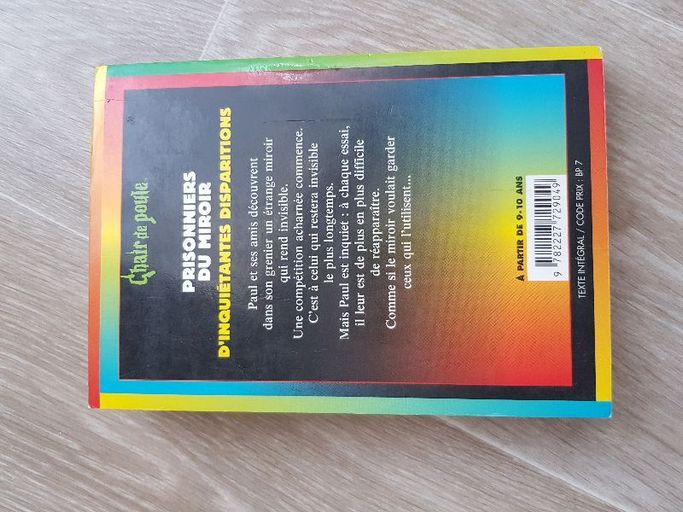 Chair de poule.
PRISONNIERS
DU MIROIR
D'INQUIÉTANTES DISPARITIONS
Paul et ses amis découvrent
dans son grenier un étrange miroir
qui rend invisible.
Une compétition acharnée commence.
C'est à celui qui restera invisible
le plus longtemps.
Mais Paul est inquiet : à chaque essai,
il leur est de plus en plus difficile
de réapparaître.
Comme si le miroir voulait garder
ceux qui l'utilisent...
À PARTIR DE 9-10 ANS
9 782227 729049
TEXTE INTÉGRAL / CODE PRIX : BP 7